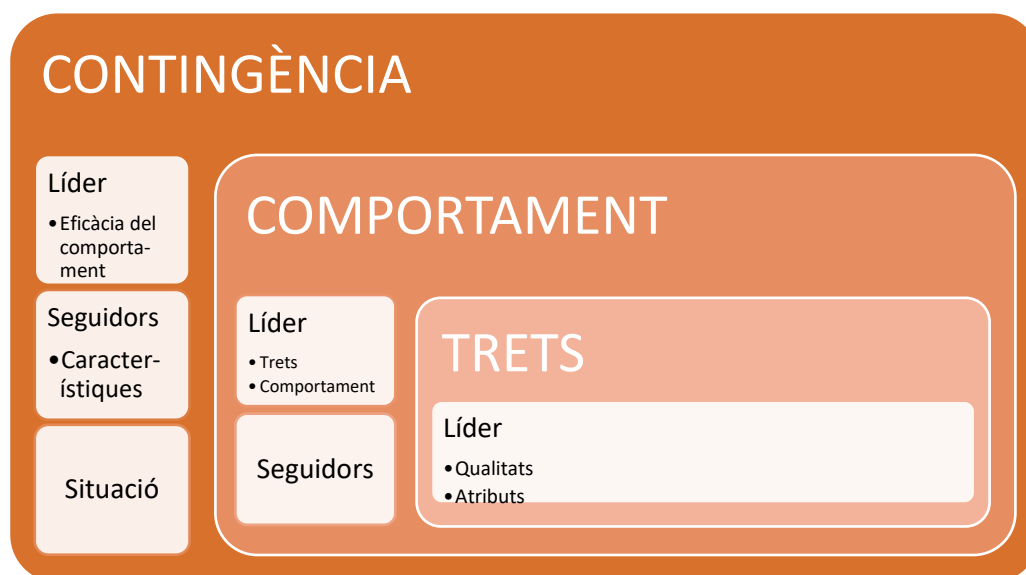 CONTINGÈNCIA
Líder
•Eficàcia del
comporta-
ment
Seguidors
•Caracter-
ístiques
Situació
COMPORTAMENT
Líder
•Trets
•Comportament
Seguidors
TRETS
Líder
•Qualitats
•Atributs